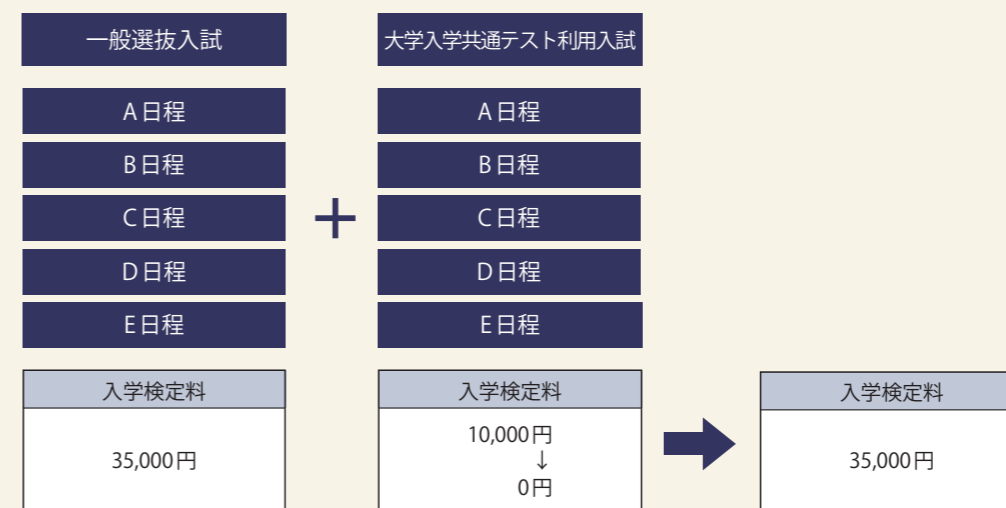 一般選抜入試
大学入学共通テスト利用入試
A日程
B日程
C日程
D日程
E日程
+
A日程
B日程
C日程
D日程
E日程
入学検定料
35,000円
入学検定料
10,000円
↓
0円
入学検定料
35,000円